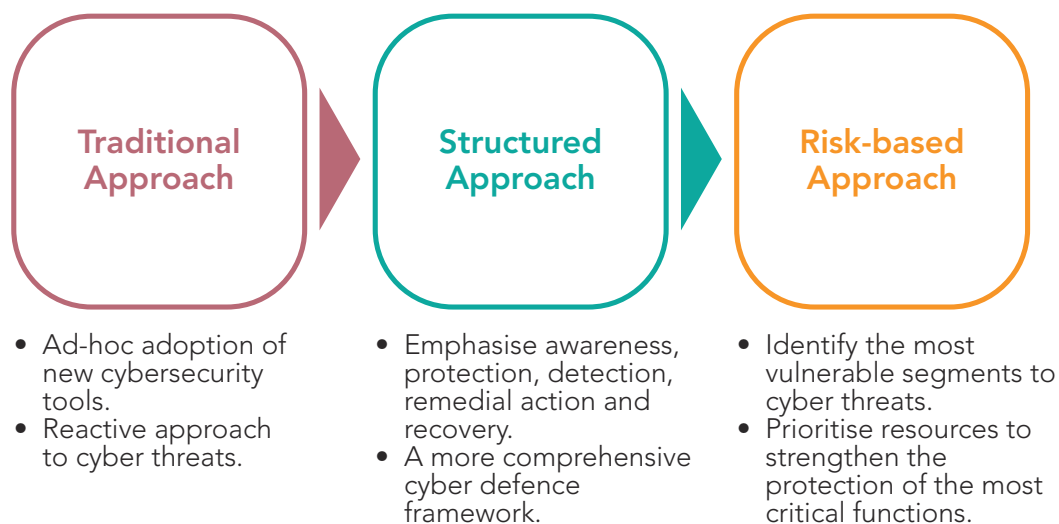 Traditional
Approach
Structured
Approach
Risk-based
Approach
• Ad-hoc adoption of
new cybersecurity
tools.
• Reactive approach
to cyber threats.
• Emphasise awareness,
protection, detection,
remedial action and
recovery.
• A more comprehensive
cyber defence
framework.
• Identify the most
vulnerable segments to
cyber threats.
• Prioritise resources to
strengthen the
protection of the most
critical functions.